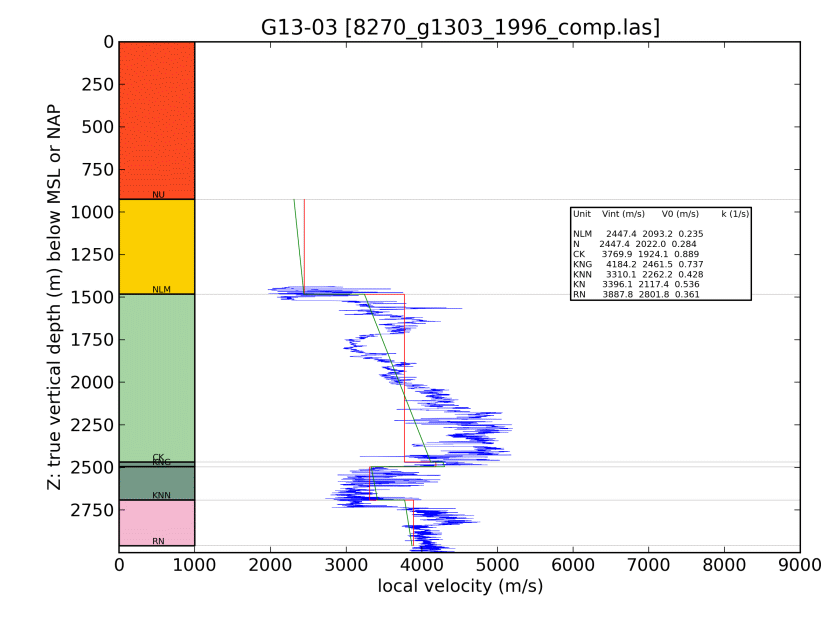 G13-03 [8270_g1303_1996_comp.las]
0
250
500
750
1000
1250
1500
1750
2000
2250
2500
2750
Z: true vertical depth (m) below MSL or NAP
NU
NLM
CK
KNG
KNN
RN
Unit Vint (m/s) V0 (m/s) k (1/s)
NLM 2447.4 2093.2 0.235
N 2447.4 2022.0 0.284
CK 3769.9 1924.1 0.889
KNG 4184.2 2461.5 0.737
KNN 3310.1 2262.2 0.428
KN 3396.1 2117.4 0.536
RN 3887.8 2801.8 0.361
0 1000 2000 3000 4000 5000 6000 7000 8000 9000
local velocity (m/s)